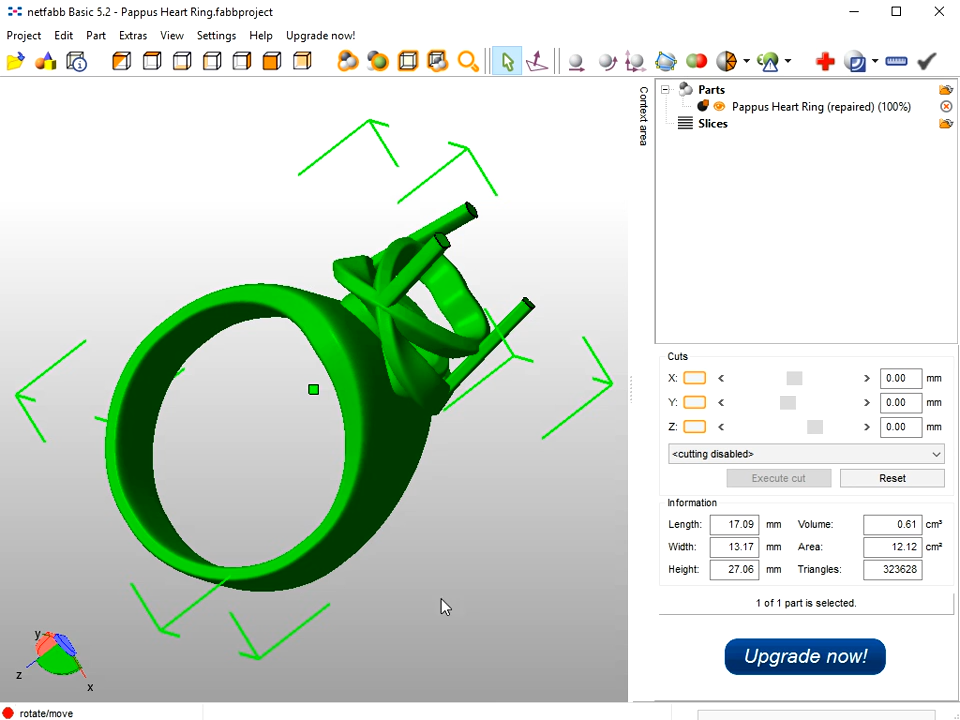 netfabb Basic 5.2 - Pappus Heart Ring.fabbproject
Project Edit Part Extras View Settings Help Upgrade now!
Context area
Parts
Pappus Heart Ring (repaired) (100%)
Slices
Cuts
X: < > 0.00 mm
Y: < > 0.00 mm
Z: < > 0.00 mm
<cutting disabled>
Execute cut Reset
Information
Length: 17.09 mm Volume: 0.61 cm³
Width: 13.17 mm Area: 12.12 cm²
Height: 27.06 mm Triangles: 323628
1 of 1 part is selected.
Upgrade now!
y
z
x
rotate/move